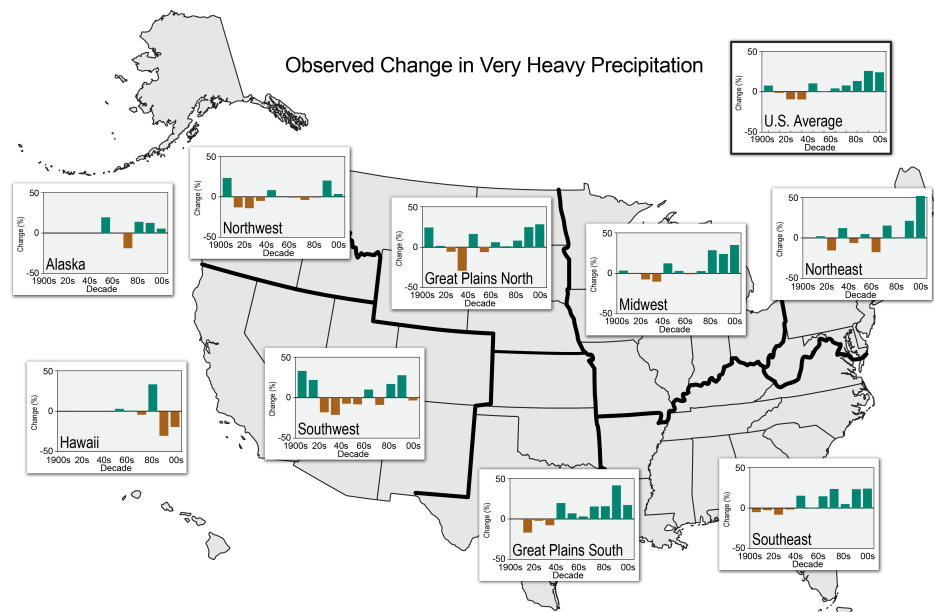 Observed Change in Very Heavy Precipitation
50
0
-50
Change (%)
U.S. Average
1900s 20s 40s 60s 80s 00s
Decade
50
0
-50
Change (%)
Northwest
1900s 20s 40s 60s 80s 00s
Decade
50
0
-50
Change (%)
Alaska
1900s 20s 40s 60s 80s 00s
Decade
50
0
-50
Change (%)
Great Plains North
1900s 20s 40s 60s 80s 00s
Decade
50
0
-50
Change (%)
Midwest
1900s 20s 40s 60s 80s 00s
Decade
50
0
-50
Change (%)
Northeast
1900s 20s 40s 60s 80s 00s
Decade
50
0
-50
Change (%)
Hawaii
1900s 20s 40s 60s 80s 00s
Decade
50
0
-50
Change (%)
Southwest
1900s 20s 40s 60s 80s 00s
Decade
50
0
-50
Change (%)
Great Plains South
1900s 20s 40s 60s 80s 00s
Decade
50
0
-50
Change (%)
Southeast
1900s 20s 40s 60s 80s 00s
Decade